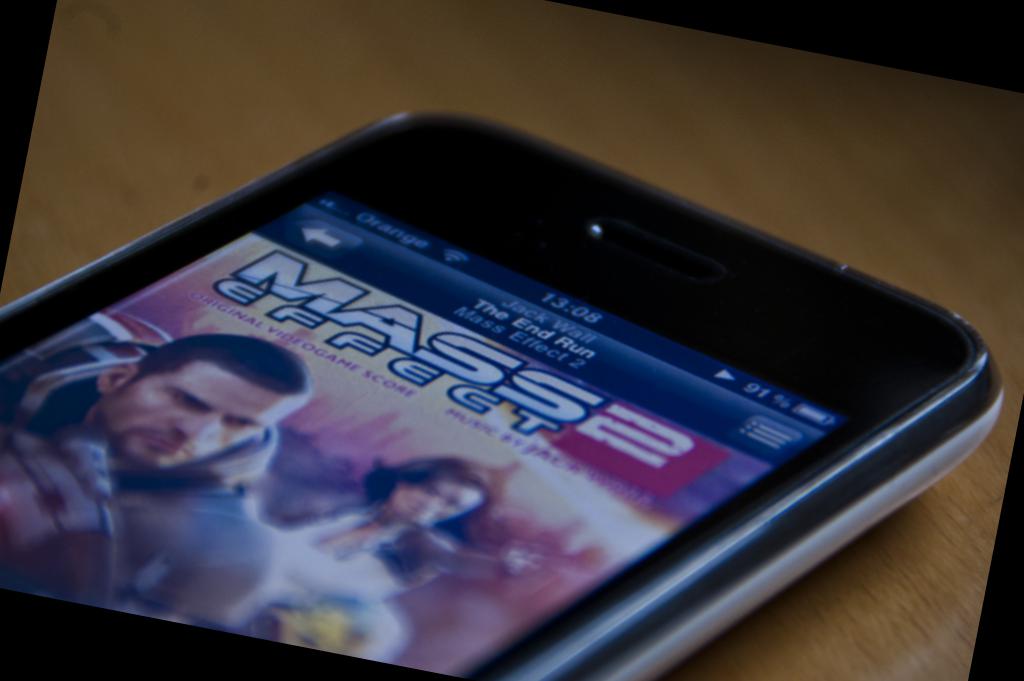 Orange
13:08
91 %
Jack Wall
The End Run
Mass Effect 2
MASS
EFFECT 2
ORIGINAL VIDEOGAME SCORE
MUSIC BY JACK WALL